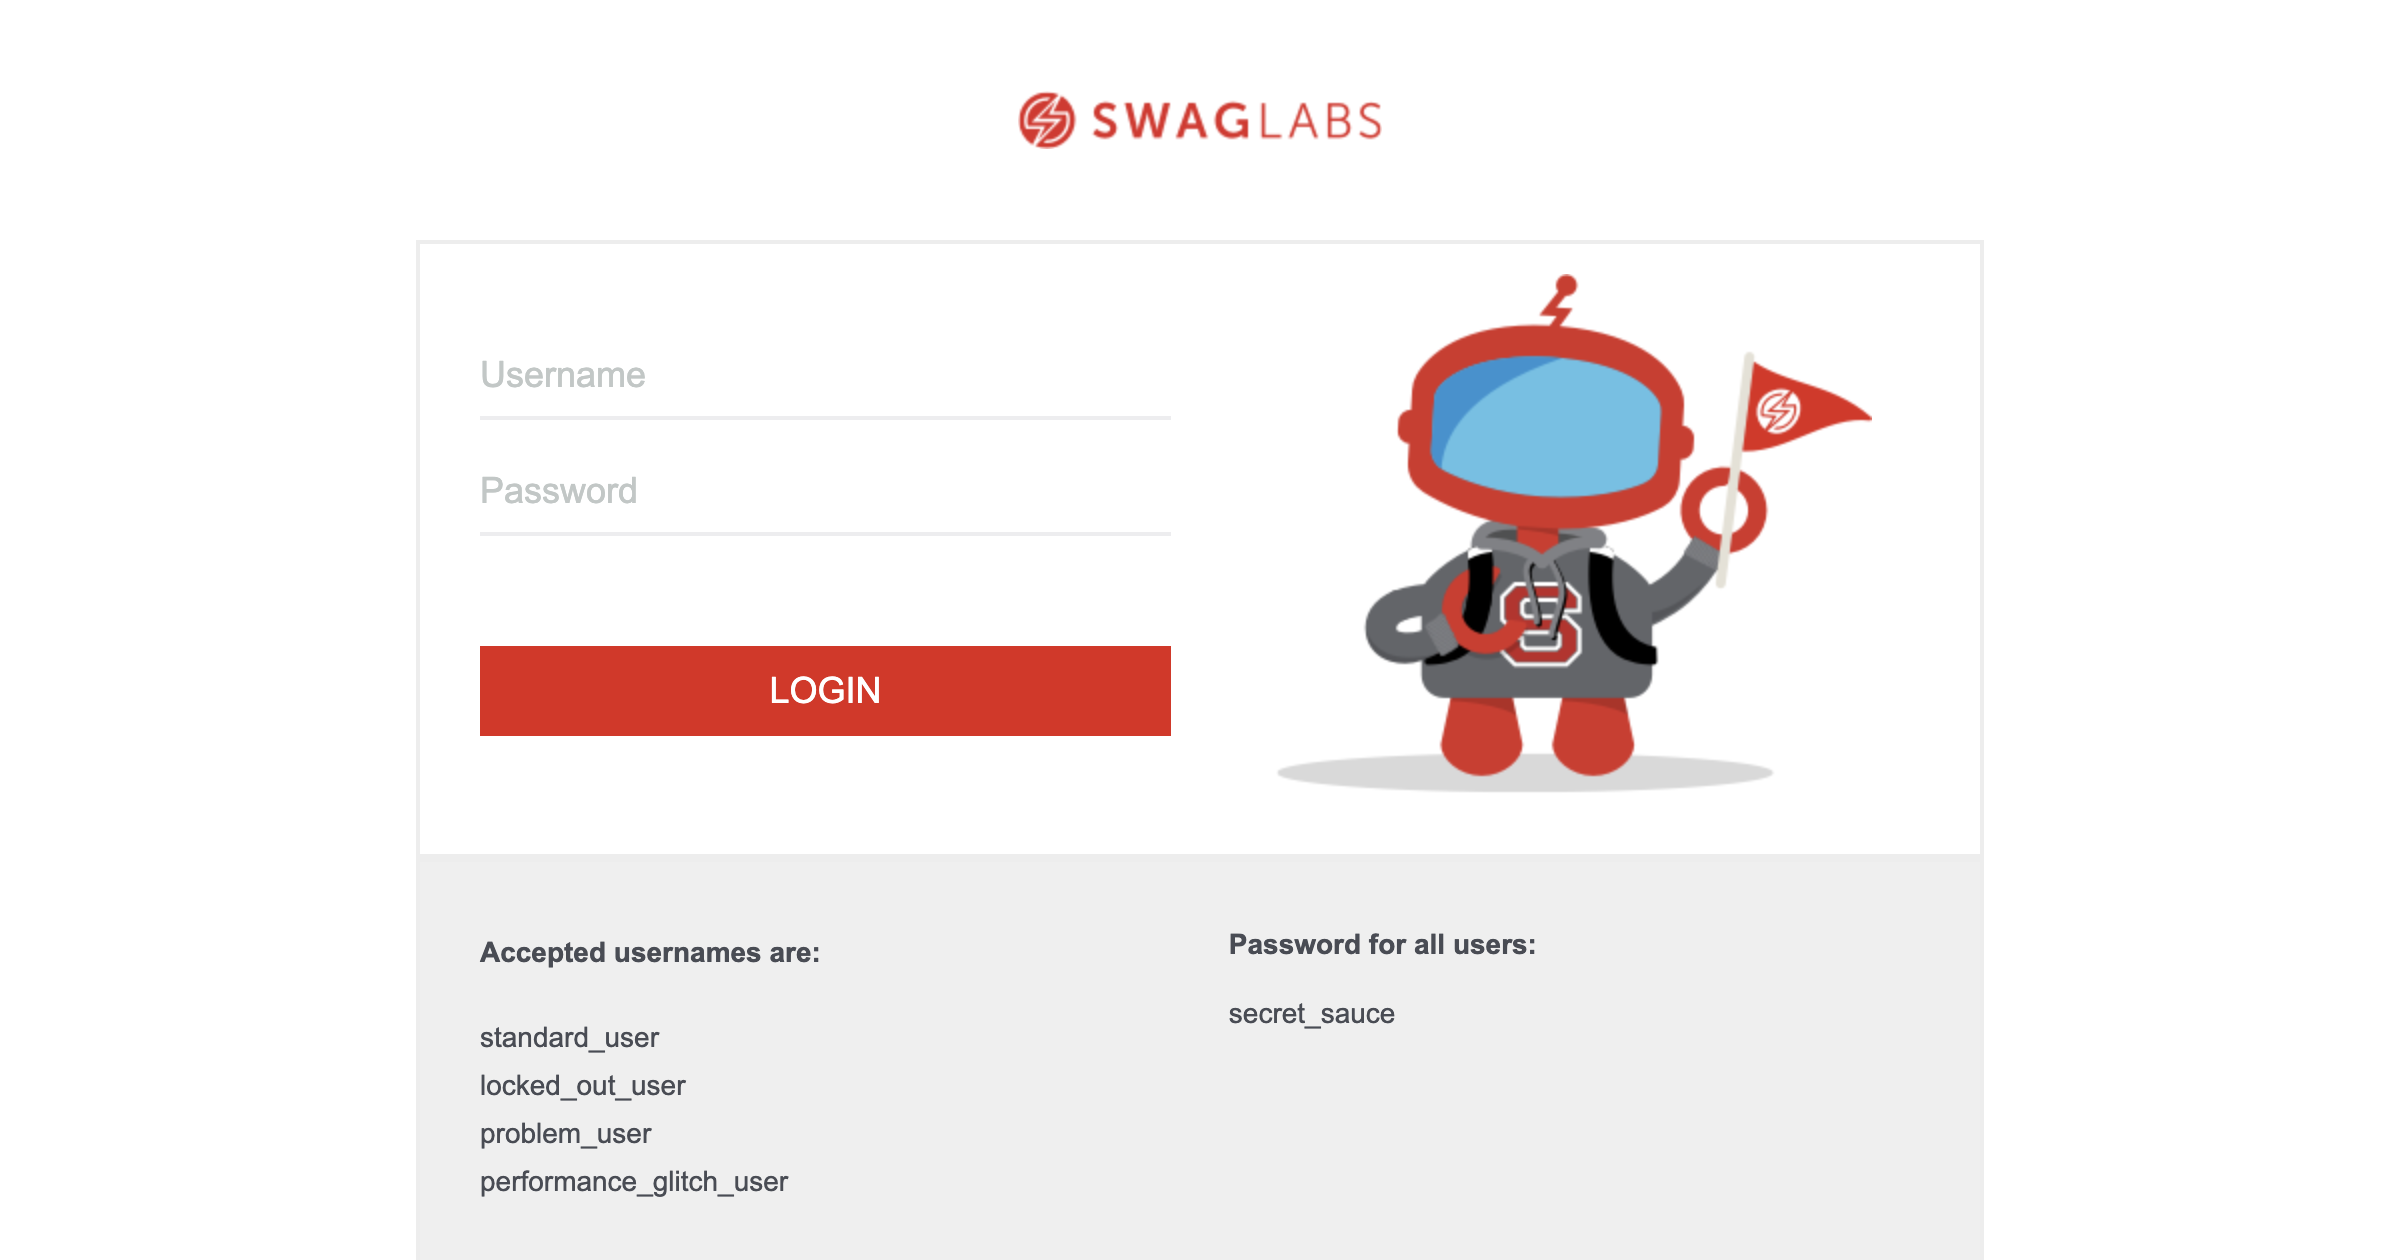 SWAGLABS
Username
Password
LOGIN
S
Accepted usernames are:
standard_user
locked_out_user
problem_user
performance_glitch_user
Password for all users:
secret_sauce